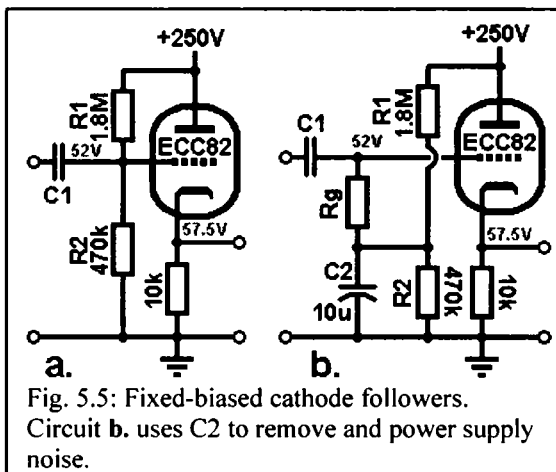 +250V
R1
1.8M
C1
52V
ECC82
57.5V
R2
470k
10k
a.
+250V
R1
1.8M
C1
52V
ECC82
Rg
57.5V
C2
10u
R2
470k
10k
b.
Fig. 5.5: Fixed-biased cathode followers.
Circuit b. uses C2 to remove and power supply
noise.